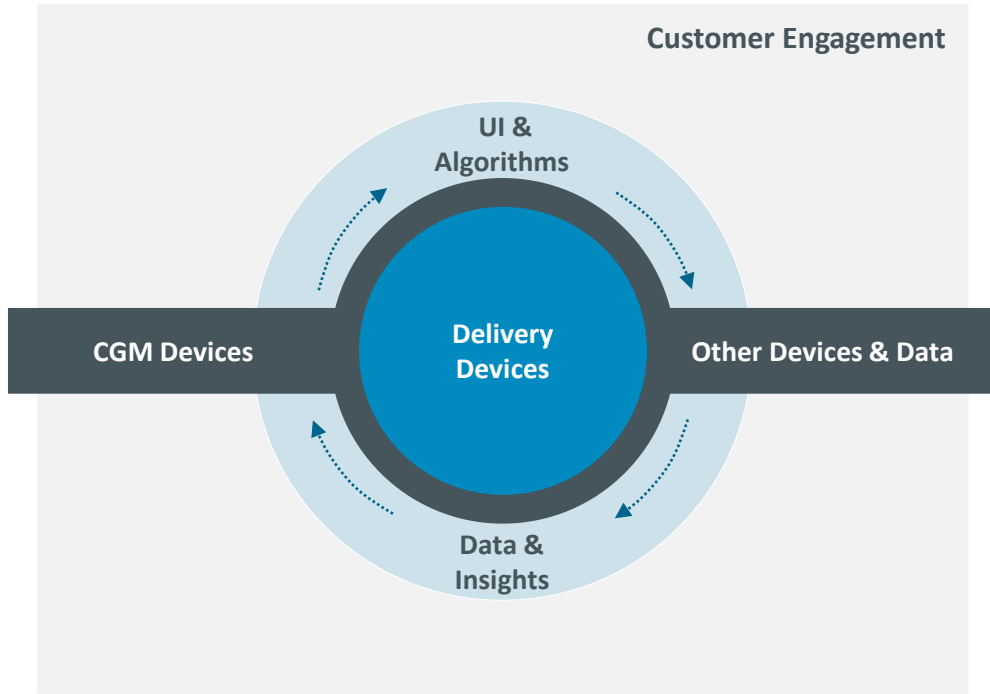 Customer Engagement
UI &
Algorithms
CGM Devices
Delivery
Devices
Other Devices & Data
Data &
Insights